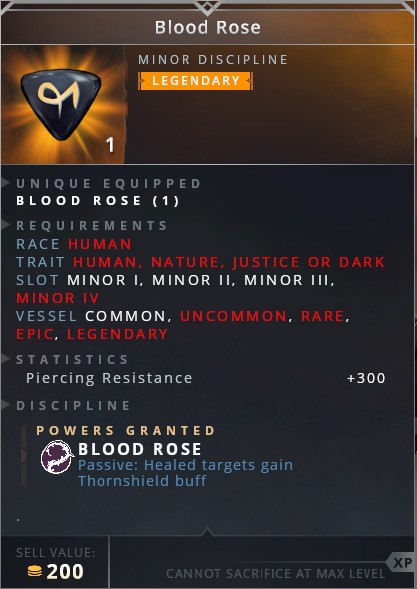 Blood Rose
MINOR DISCIPLINE
LEGENDARY
1
UNIQUE EQUIPPED
BLOOD ROSE (1)
REQUIREMENTS
RACE HUMAN
TRAIT HUMAN, NATURE, JUSTICE OR DARK
SLOT MINOR I, MINOR II, MINOR III,
MINOR IV
VESSEL COMMON, UNCOMMON, RARE,
EPIC, LEGENDARY
STATISTICS
Piercing Resistance +300
DISCIPLINE
POWERS GRANTED
BLOOD ROSE
Passive: Healed targets gain
Thornshield buff
.
SELL VALUE:
200
CANNOT SACRIFICE AT MAX LEVEL
XP